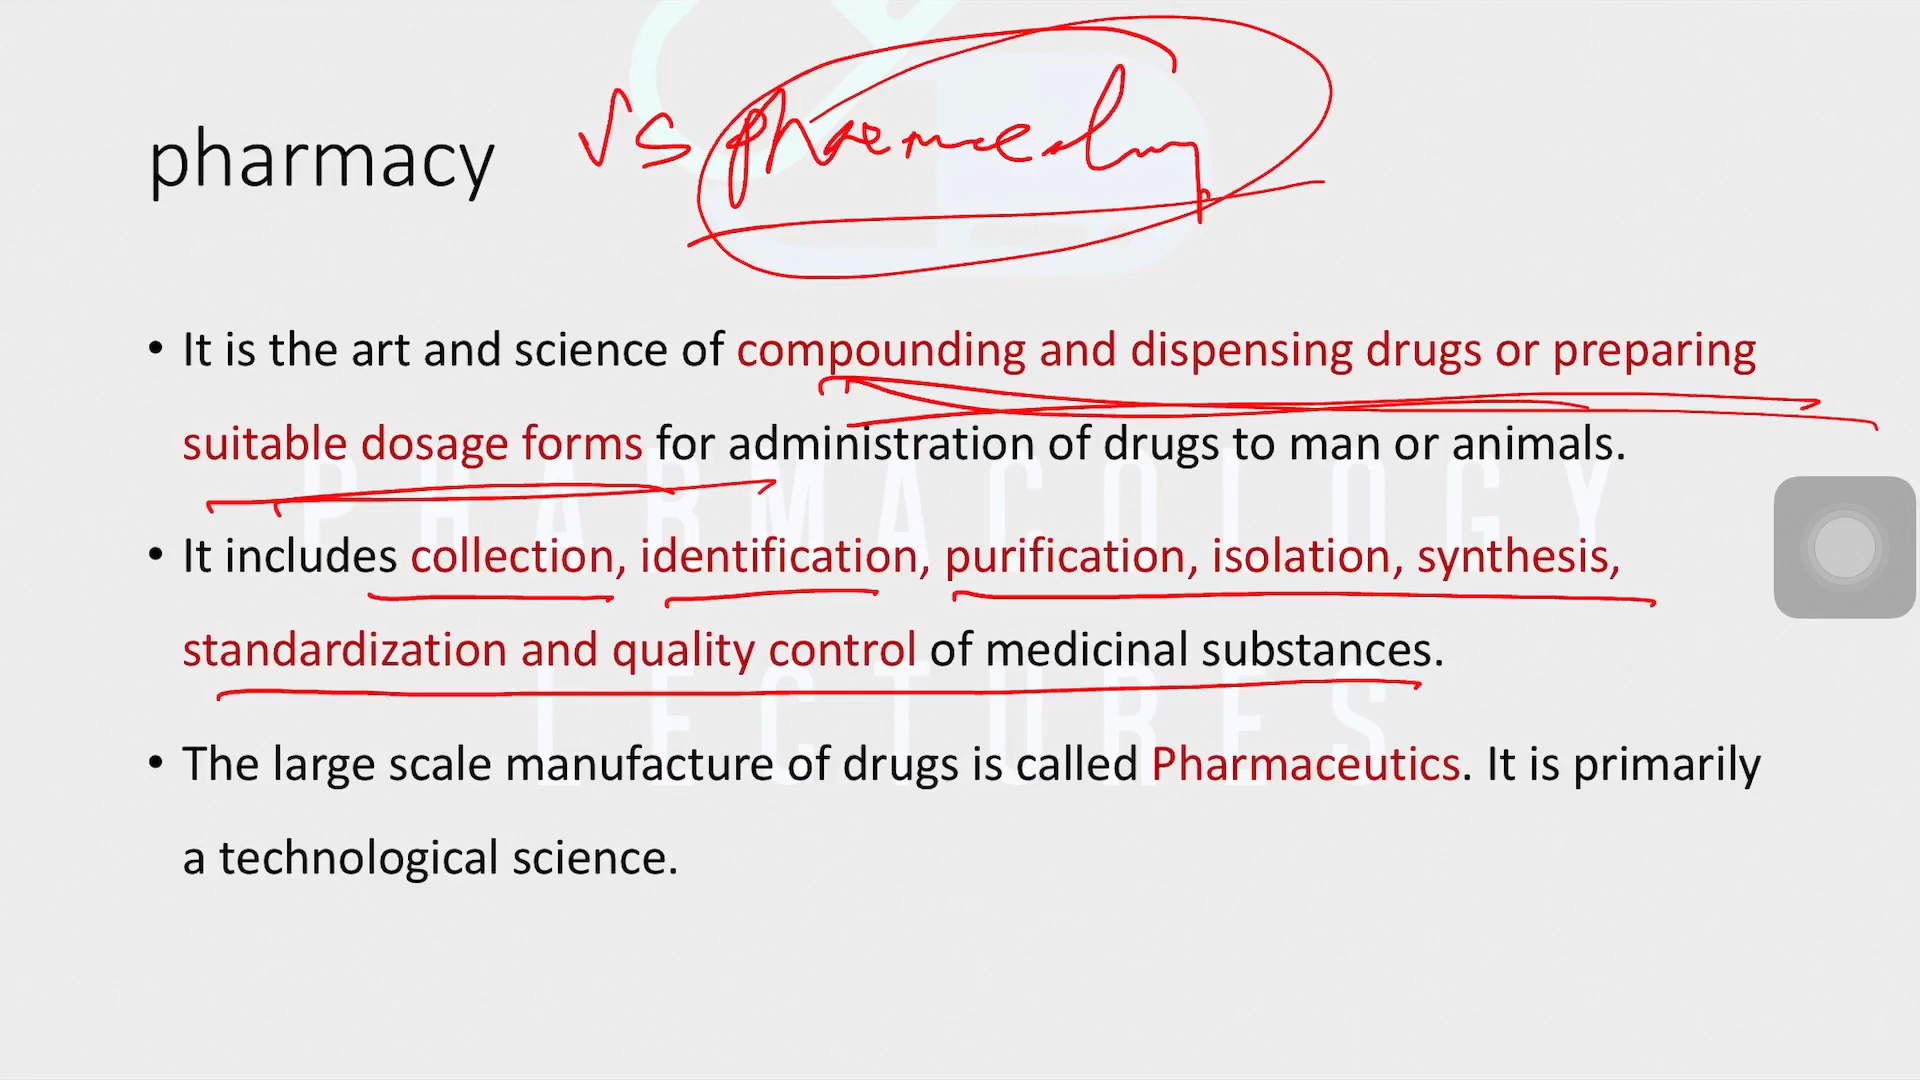 pharmacy vs pharmacology
• It is the art and science of compounding and dispensing drugs or preparing
suitable dosage forms for administration of drugs to man or animals.
• It includes collection, identification, purification, isolation, synthesis,
standardization and quality control of medicinal substances.
• The large scale manufacture of drugs is called Pharmaceutics. It is primarily
a technological science.
PHARMACOLOGY
LECTURES